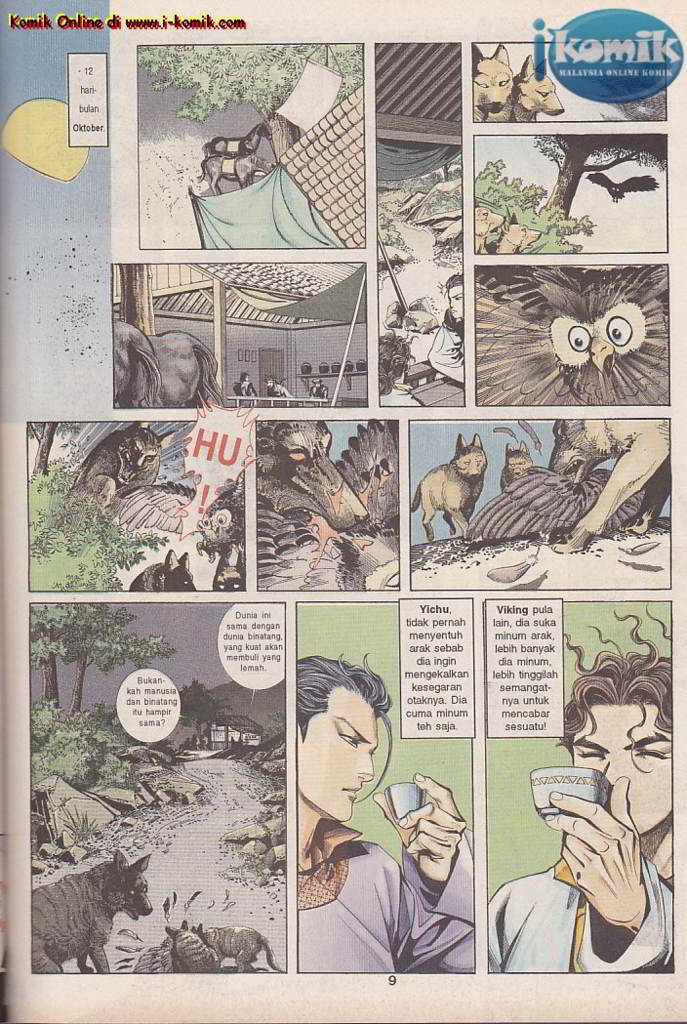 Komik Online di www.i-komik.com
ikomik
MALAYSIA ONLINE KOMIK
- 12
hari-
bulan
Oktober.
HU
!?
Dunia ini
sama dengan
dunia binatang,
yang kuat akan
membuli yang
lemah.
Bukan-
kah manusia
dan binatang
itu hampir
sama?
Yichu,
tidak pernah
menyentuh
arak sebab
dia ingin
mengekalkan
kesegaran
otaknya. Dia
cuma minum
teh saja.
Viking pula
lain, dia suka
minum arak,
lebih banyak
dia minum,
lebih tinggilah
semangat-
nya untuk
mencabar
sesuatu!
9